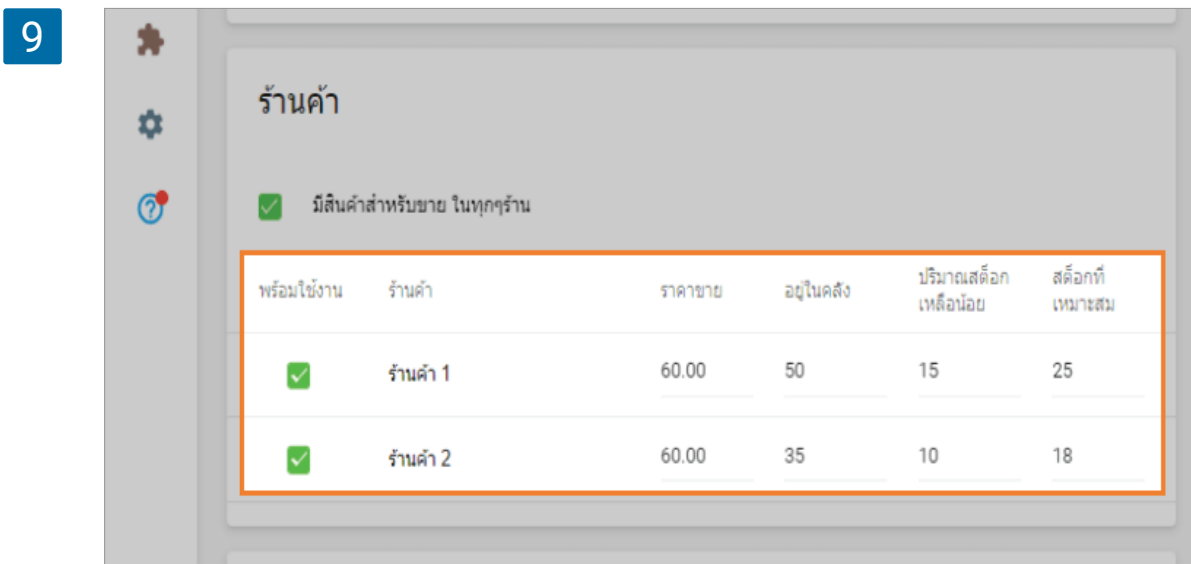 9
ร้านค้า
มีสินค้าสำหรับขาย ในทุกๆร้าน
พร้อมใช้งาน ร้านค้า ราคาขาย อยู่ในคลัง ปริมาณสต็อก สต็อกที่
เหลือน้อย เหมาะสม
ร้านค้า 1 60.00 50 15 25
ร้านค้า 2 60.00 35 10 18